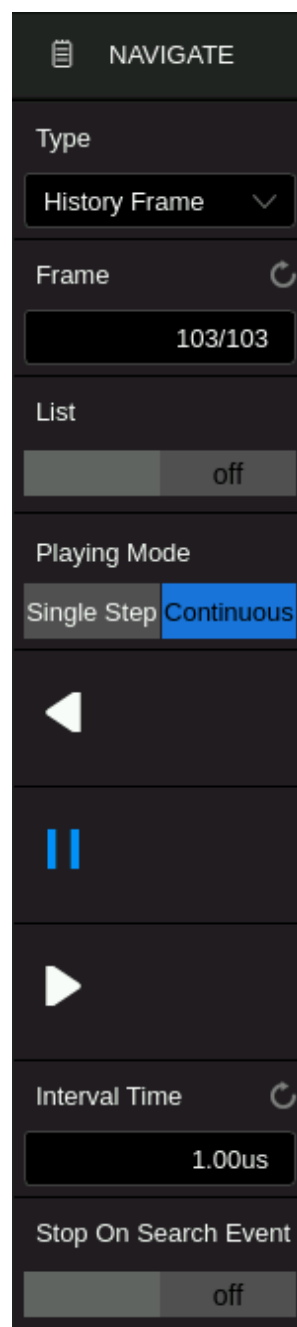 NAVIGATE
Type
History Frame
Frame
103/103
List
off
Playing Mode
Single Step Continuous
Interval Time
1.00us
Stop On Search Event
off